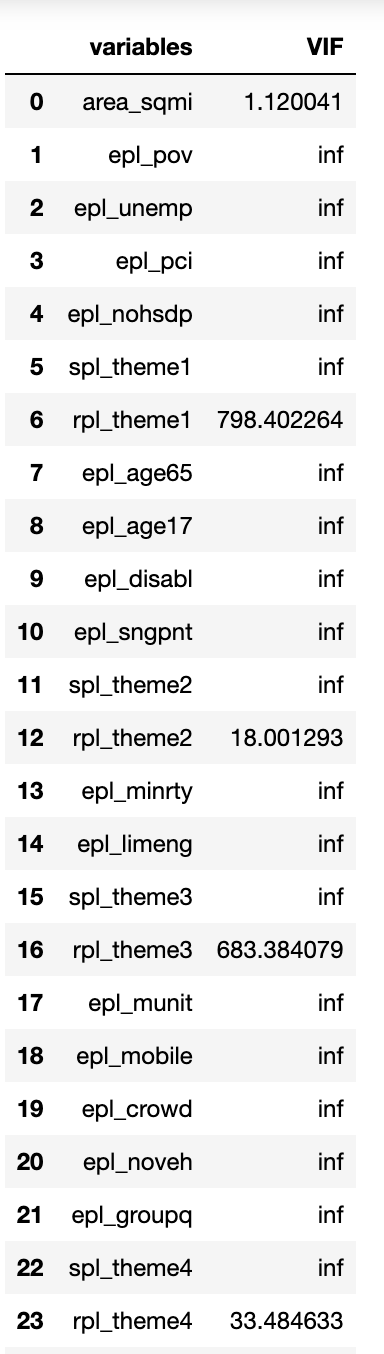 variables VIF
0 area_sqmi 1.120041
1 epl_pov inf
2 epl_unemp inf
3 epl_pci inf
4 epl_nohsdp inf
5 spl_theme1 inf
6 rpl_theme1 798.402264
7 epl_age65 inf
8 epl_age17 inf
9 epl_disabl inf
10 epl_sngpnt inf
11 spl_theme2 inf
12 rpl_theme2 18.001293
13 epl_minrty inf
14 epl_limeng inf
15 spl_theme3 inf
16 rpl_theme3 683.384079
17 epl_munit inf
18 epl_mobile inf
19 epl_crowd inf
20 epl_noveh inf
21 epl_groupq inf
22 spl_theme4 inf
23 rpl_theme4 33.484633